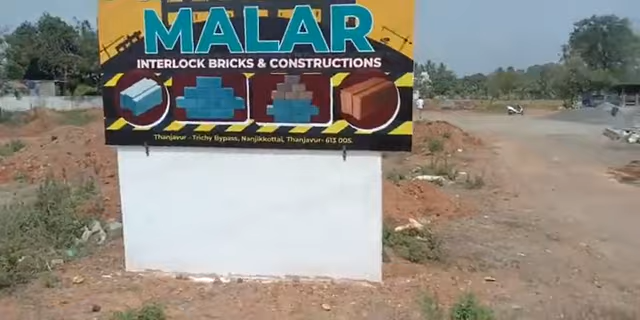 MALAR
INTERLOCK BRICKS & CONSTRUCTIONS
Thanjavur - Trichy Bypass, Nanjikkottai, Thanjavur- 613 005.